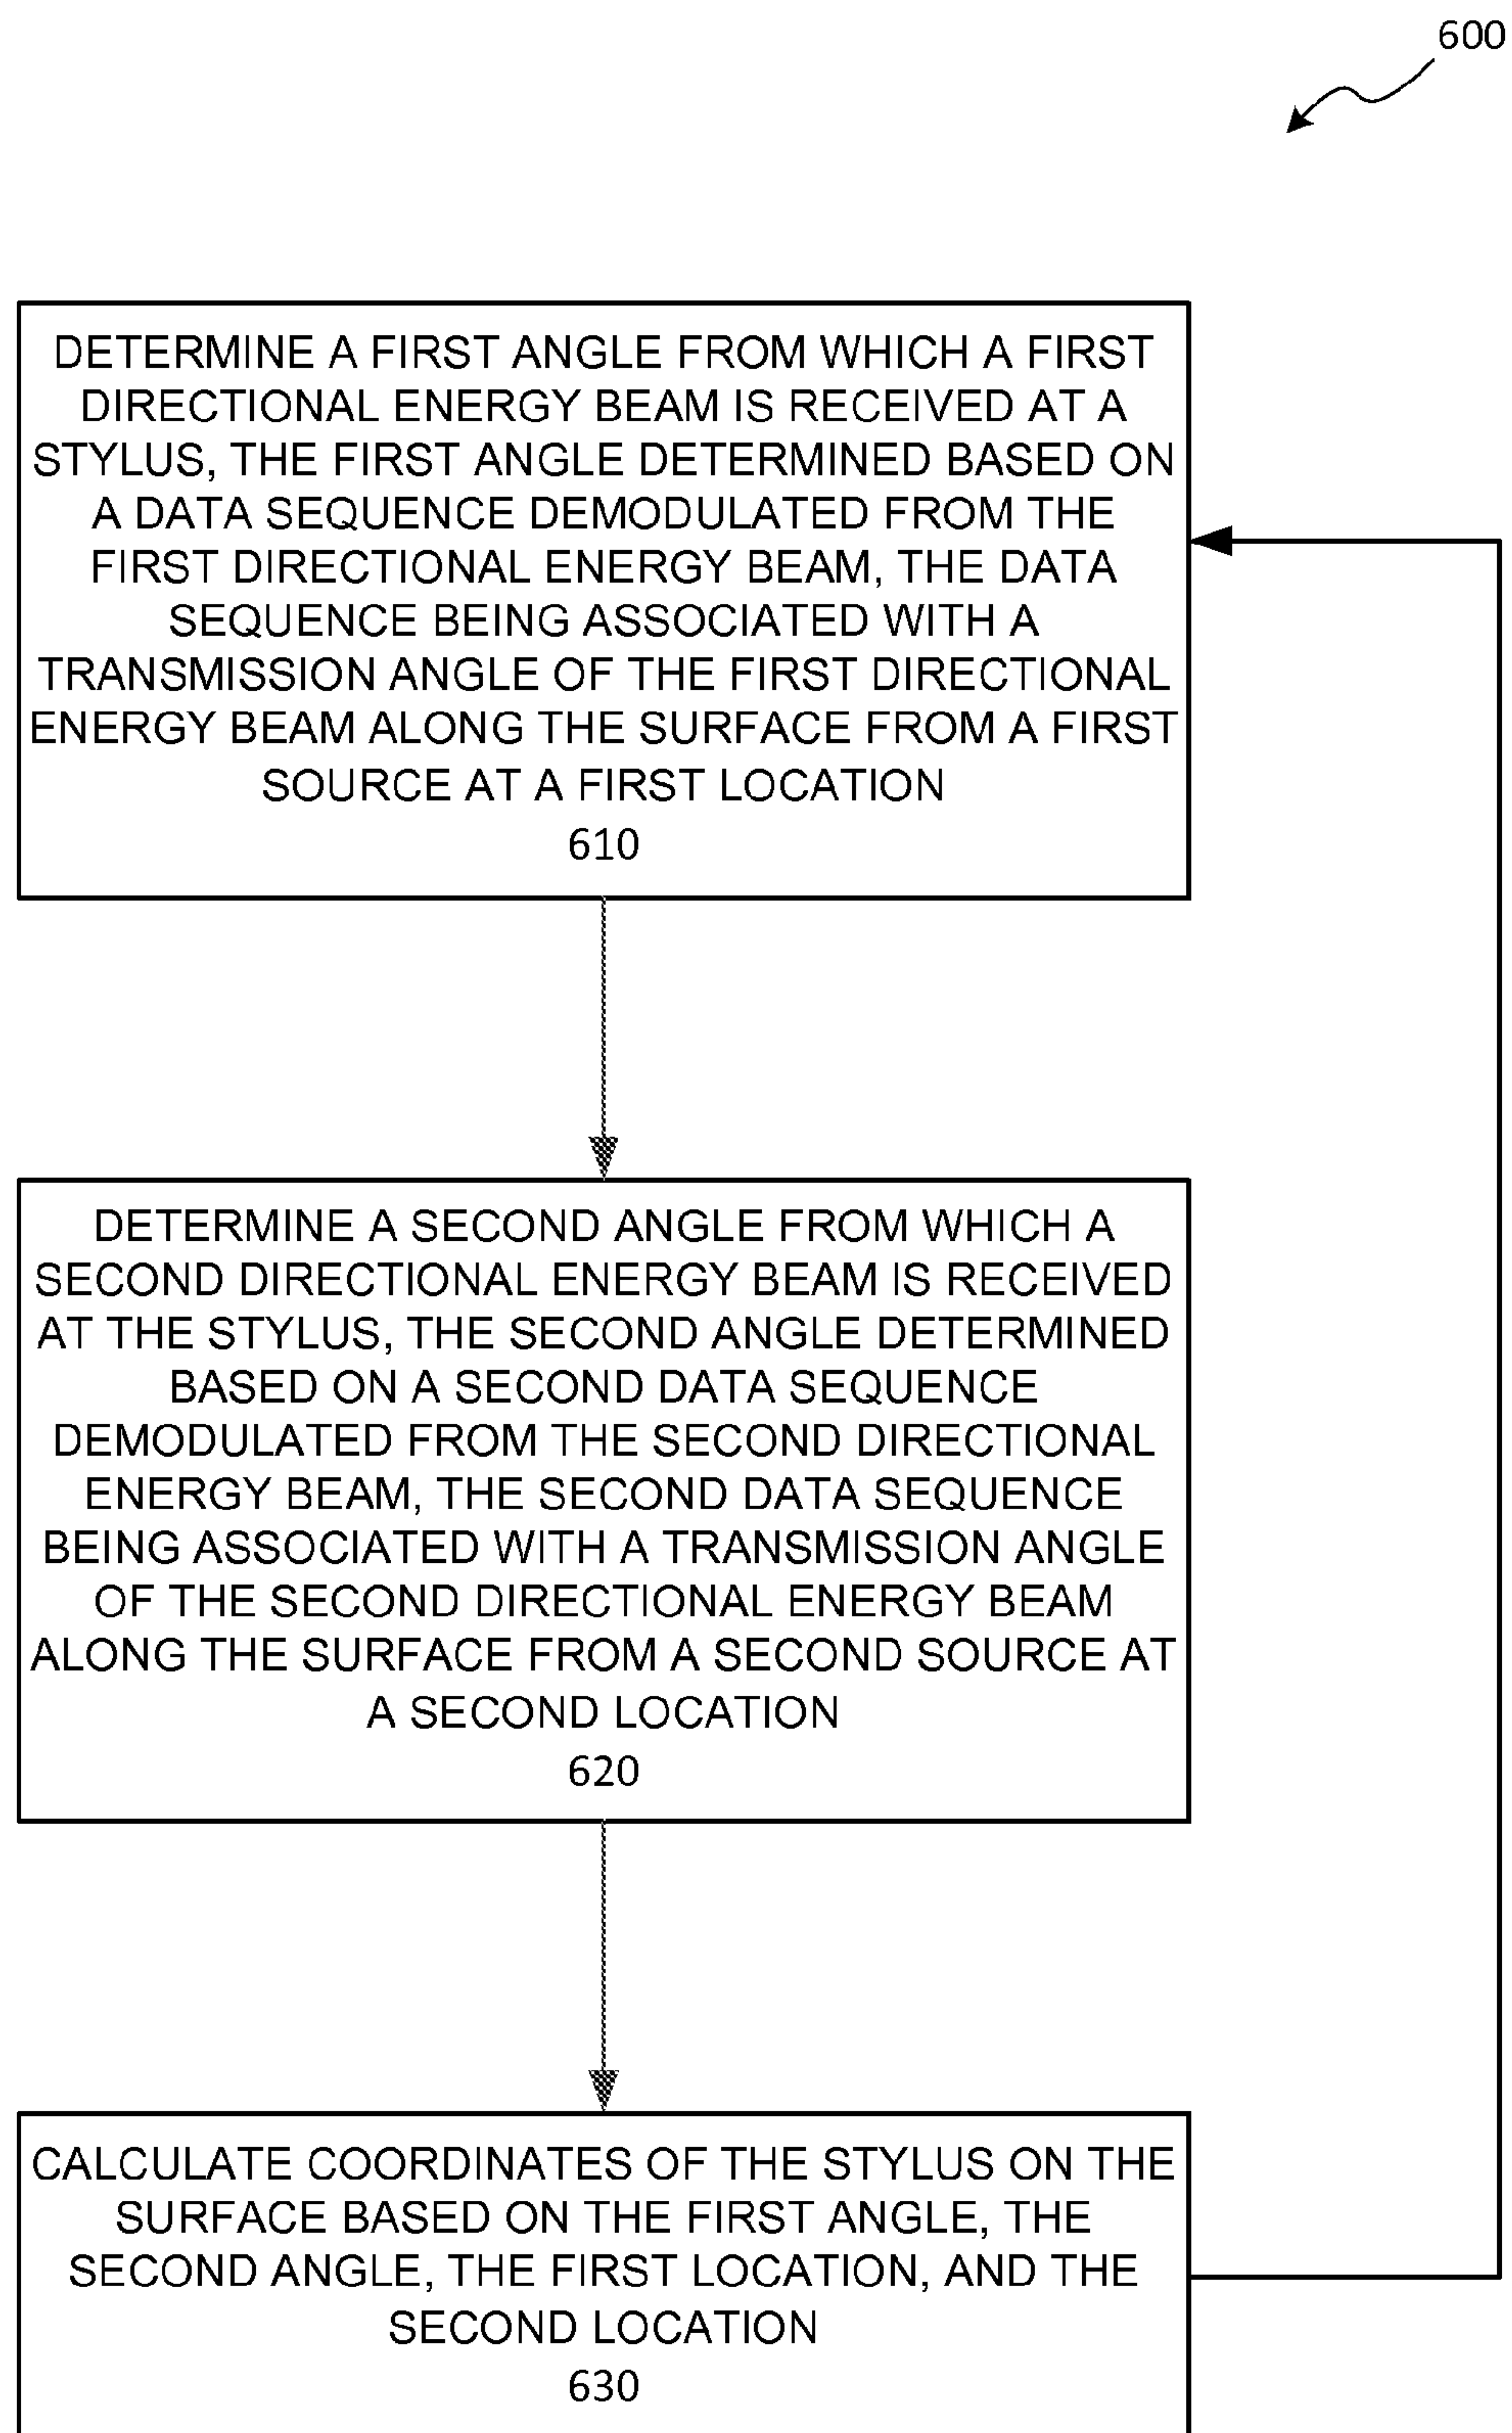 600
DETERMINE A FIRST ANGLE FROM WHICH A FIRST
DIRECTIONAL ENERGY BEAM IS RECEIVED AT A
STYLUS, THE FIRST ANGLE DETERMINED BASED ON
A DATA SEQUENCE DEMODULATED FROM THE
FIRST DIRECTIONAL ENERGY BEAM, THE DATA
SEQUENCE BEING ASSOCIATED WITH A
TRANSMISSION ANGLE OF THE FIRST DIRECTIONAL
ENERGY BEAM ALONG THE SURFACE FROM A FIRST
SOURCE AT A FIRST LOCATION
610
DETERMINE A SECOND ANGLE FROM WHICH A
SECOND DIRECTIONAL ENERGY BEAM IS RECEIVED
AT THE STYLUS, THE SECOND ANGLE DETERMINED
BASED ON A SECOND DATA SEQUENCE
DEMODULATED FROM THE SECOND DIRECTIONAL
ENERGY BEAM, THE SECOND DATA SEQUENCE
BEING ASSOCIATED WITH A TRANSMISSION ANGLE
OF THE SECOND DIRECTIONAL ENERGY BEAM
ALONG THE SURFACE FROM A SECOND SOURCE AT
A SECOND LOCATION
620
CALCULATE COORDINATES OF THE STYLUS ON THE
SURFACE BASED ON THE FIRST ANGLE, THE
SECOND ANGLE, THE FIRST LOCATION, AND THE
SECOND LOCATION
630